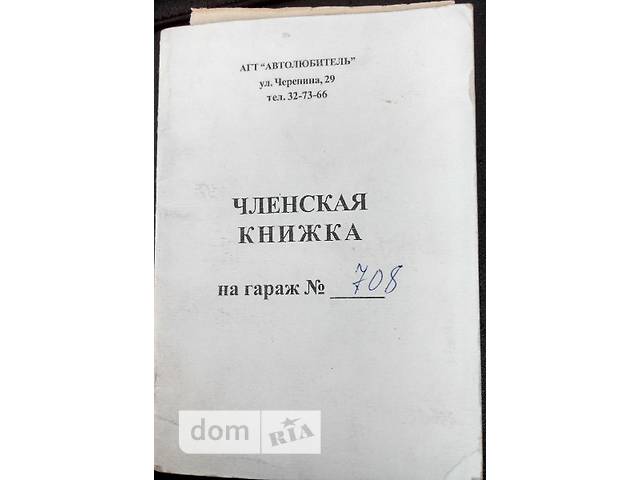 АГТ "АВТОЛЮБИТЕЛЬ"
ул. Черепина, 29
тел. 32-73-66
ЧЛЕНСКАЯ
КНИЖКА
на гараж № 708
dom RIA